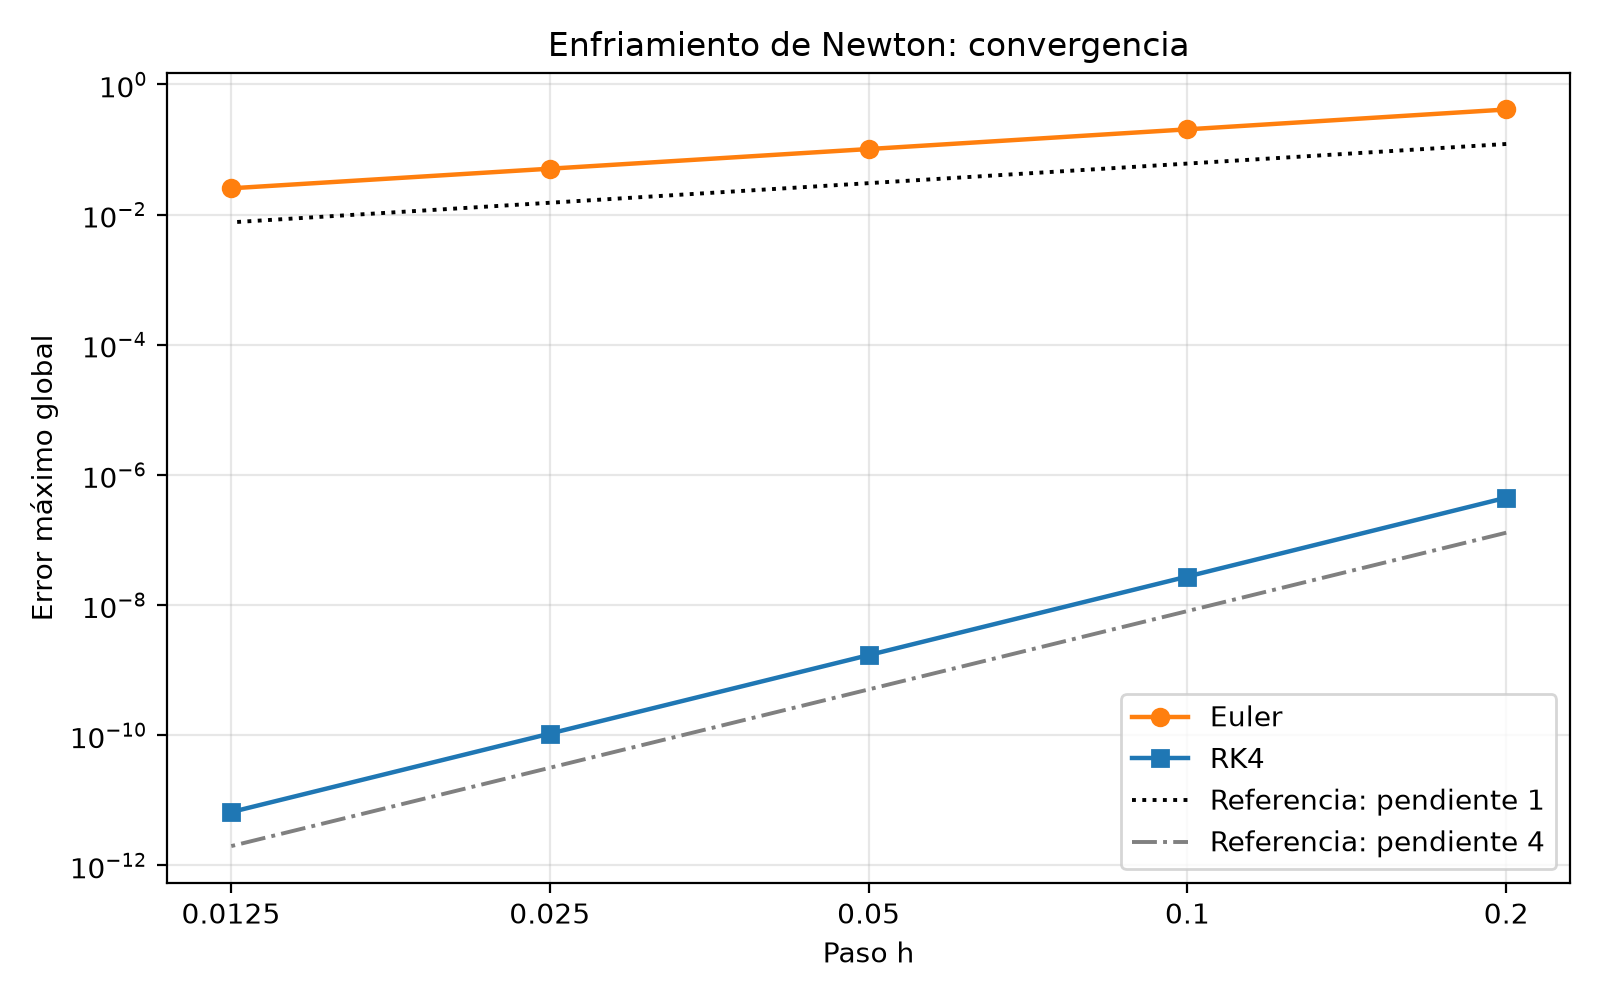 Enfriamiento de Newton: convergencia
Error máximo global
10⁰
10⁻²
10⁻⁴
10⁻⁶
10⁻⁸
10⁻¹⁰
10⁻¹²
0.0125
0.025
0.05
0.1
0.2
Paso h
Euler
RK4
Referencia: pendiente 1
Referencia: pendiente 4